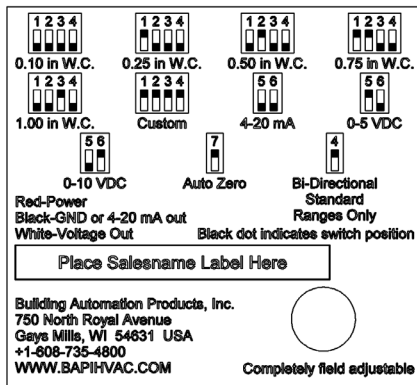 1 2 3 4 1 2 3 4 1 2 3 4 1 2 3 4
0.10 in W.C. 0.25 in W.C. 0.50 in W.C. 0.75 in W.C.
1 2 3 4 1 2 3 4 5 6 5 6
1.00 in W.C. Custom 4-20 mA 0-5 VDC
5 6 7 4
0-10 VDC Auto Zero Bi-Directional
Standard
Ranges Only
Red-Power
Black-GND or 4-20 mA out
White-Voltage Out Black dot indicates switch position
Place Salesname Label Here
Building Automation Products, Inc.
750 North Royal Avenue
Gays Mills, WI 54631 USA
+1-608-735-4800
WWW.BAPIHVAC.COM Completely field adjustable